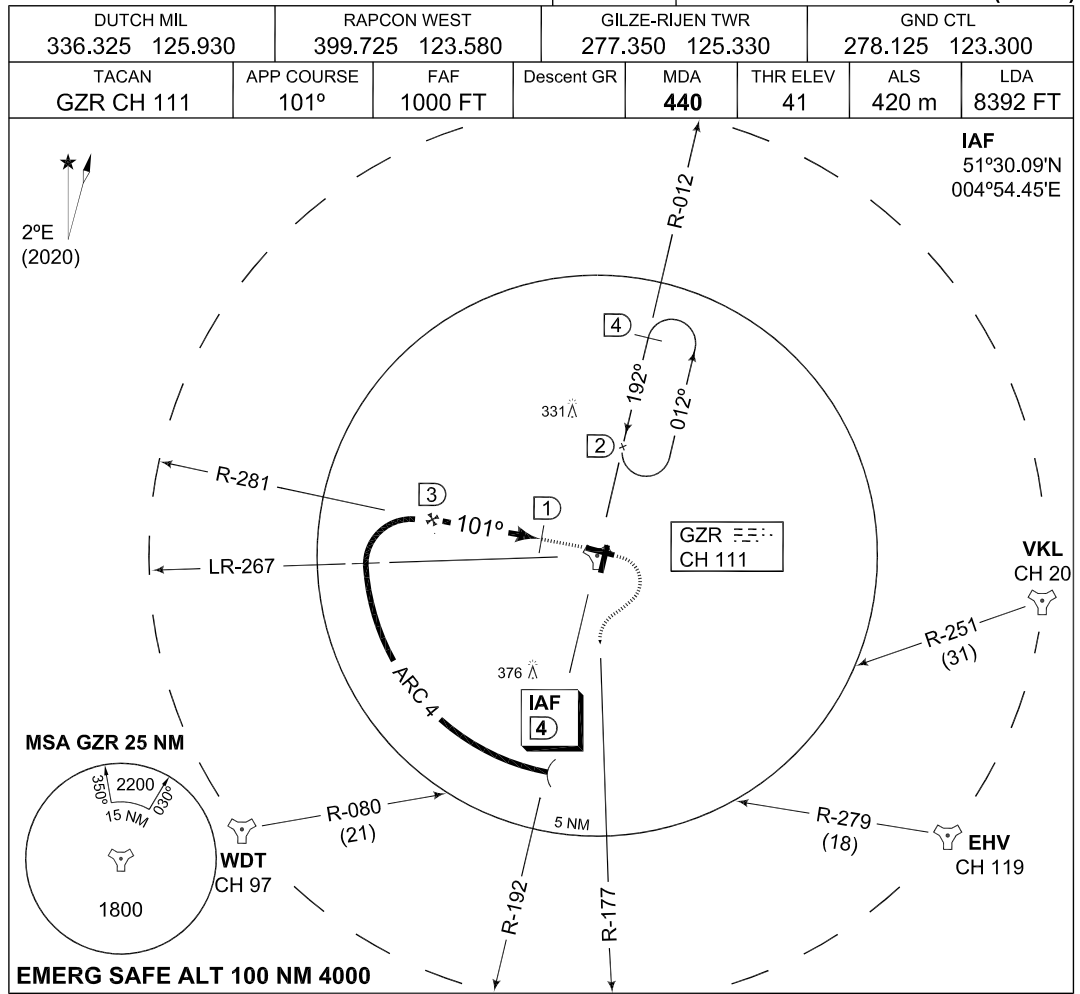 DUTCH MIL
336.325 125.930
RAPCON WEST
399.725 123.580
GILZE-RIJEN TWR
277.350 125.330
GND CTL
278.125 123.300
TACAN
GZR CH 111
APP COURSE
101º
FAF
1000 FT
Descent GR
MDA
440
THR ELEV
41
ALS
420 m
LDA
8392 FT
IAF
51º30.09'N
004º54.45'E
2ºE
(2020)
R-012
4
192º
012º
331
2
R-281
3
101º
1
GZR
CH 111
LR-267
VKL
CH 20
R-251
(31)
ARC 4
376
IAF
4
MSA GZR 25 NM
350º
2200
030º
15 NM
1800
R-080
(21)
WDT
CH 97
5 NM
R-279
(18)
EHV
CH 119
R-192
R-177
EMERG SAFE ALT 100 NM 4000